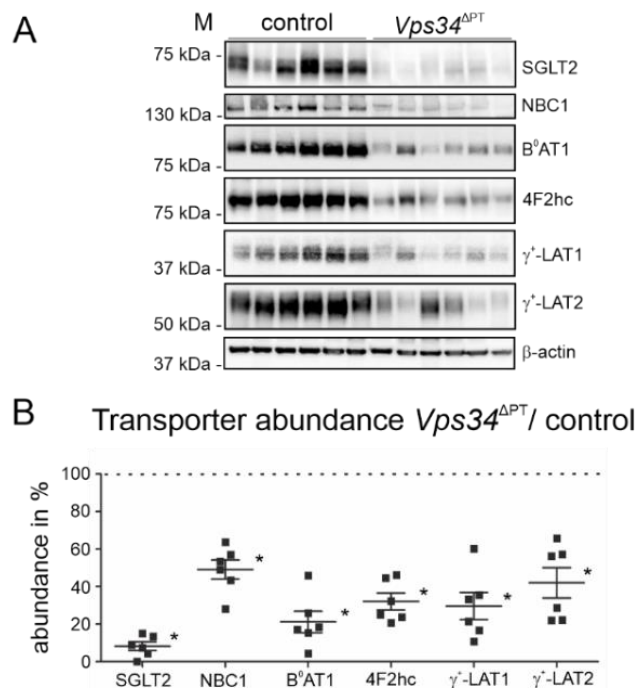 A
M control Vps34ΔPT
75 kDa - SGLT2
130 kDa - NBC1
75 kDa - B⁰AT1
75 kDa - 4F2hc
37 kDa - γ⁺-LAT1
50 kDa - γ⁺-LAT2
37 kDa - β-actin
B Transporter abundance Vps34ΔPT/ control
abundance in %
100
80
60
40
20
0
* * * * * *
SGLT2 NBC1 B⁰AT1 4F2hc γ⁺-LAT1 γ⁺-LAT2